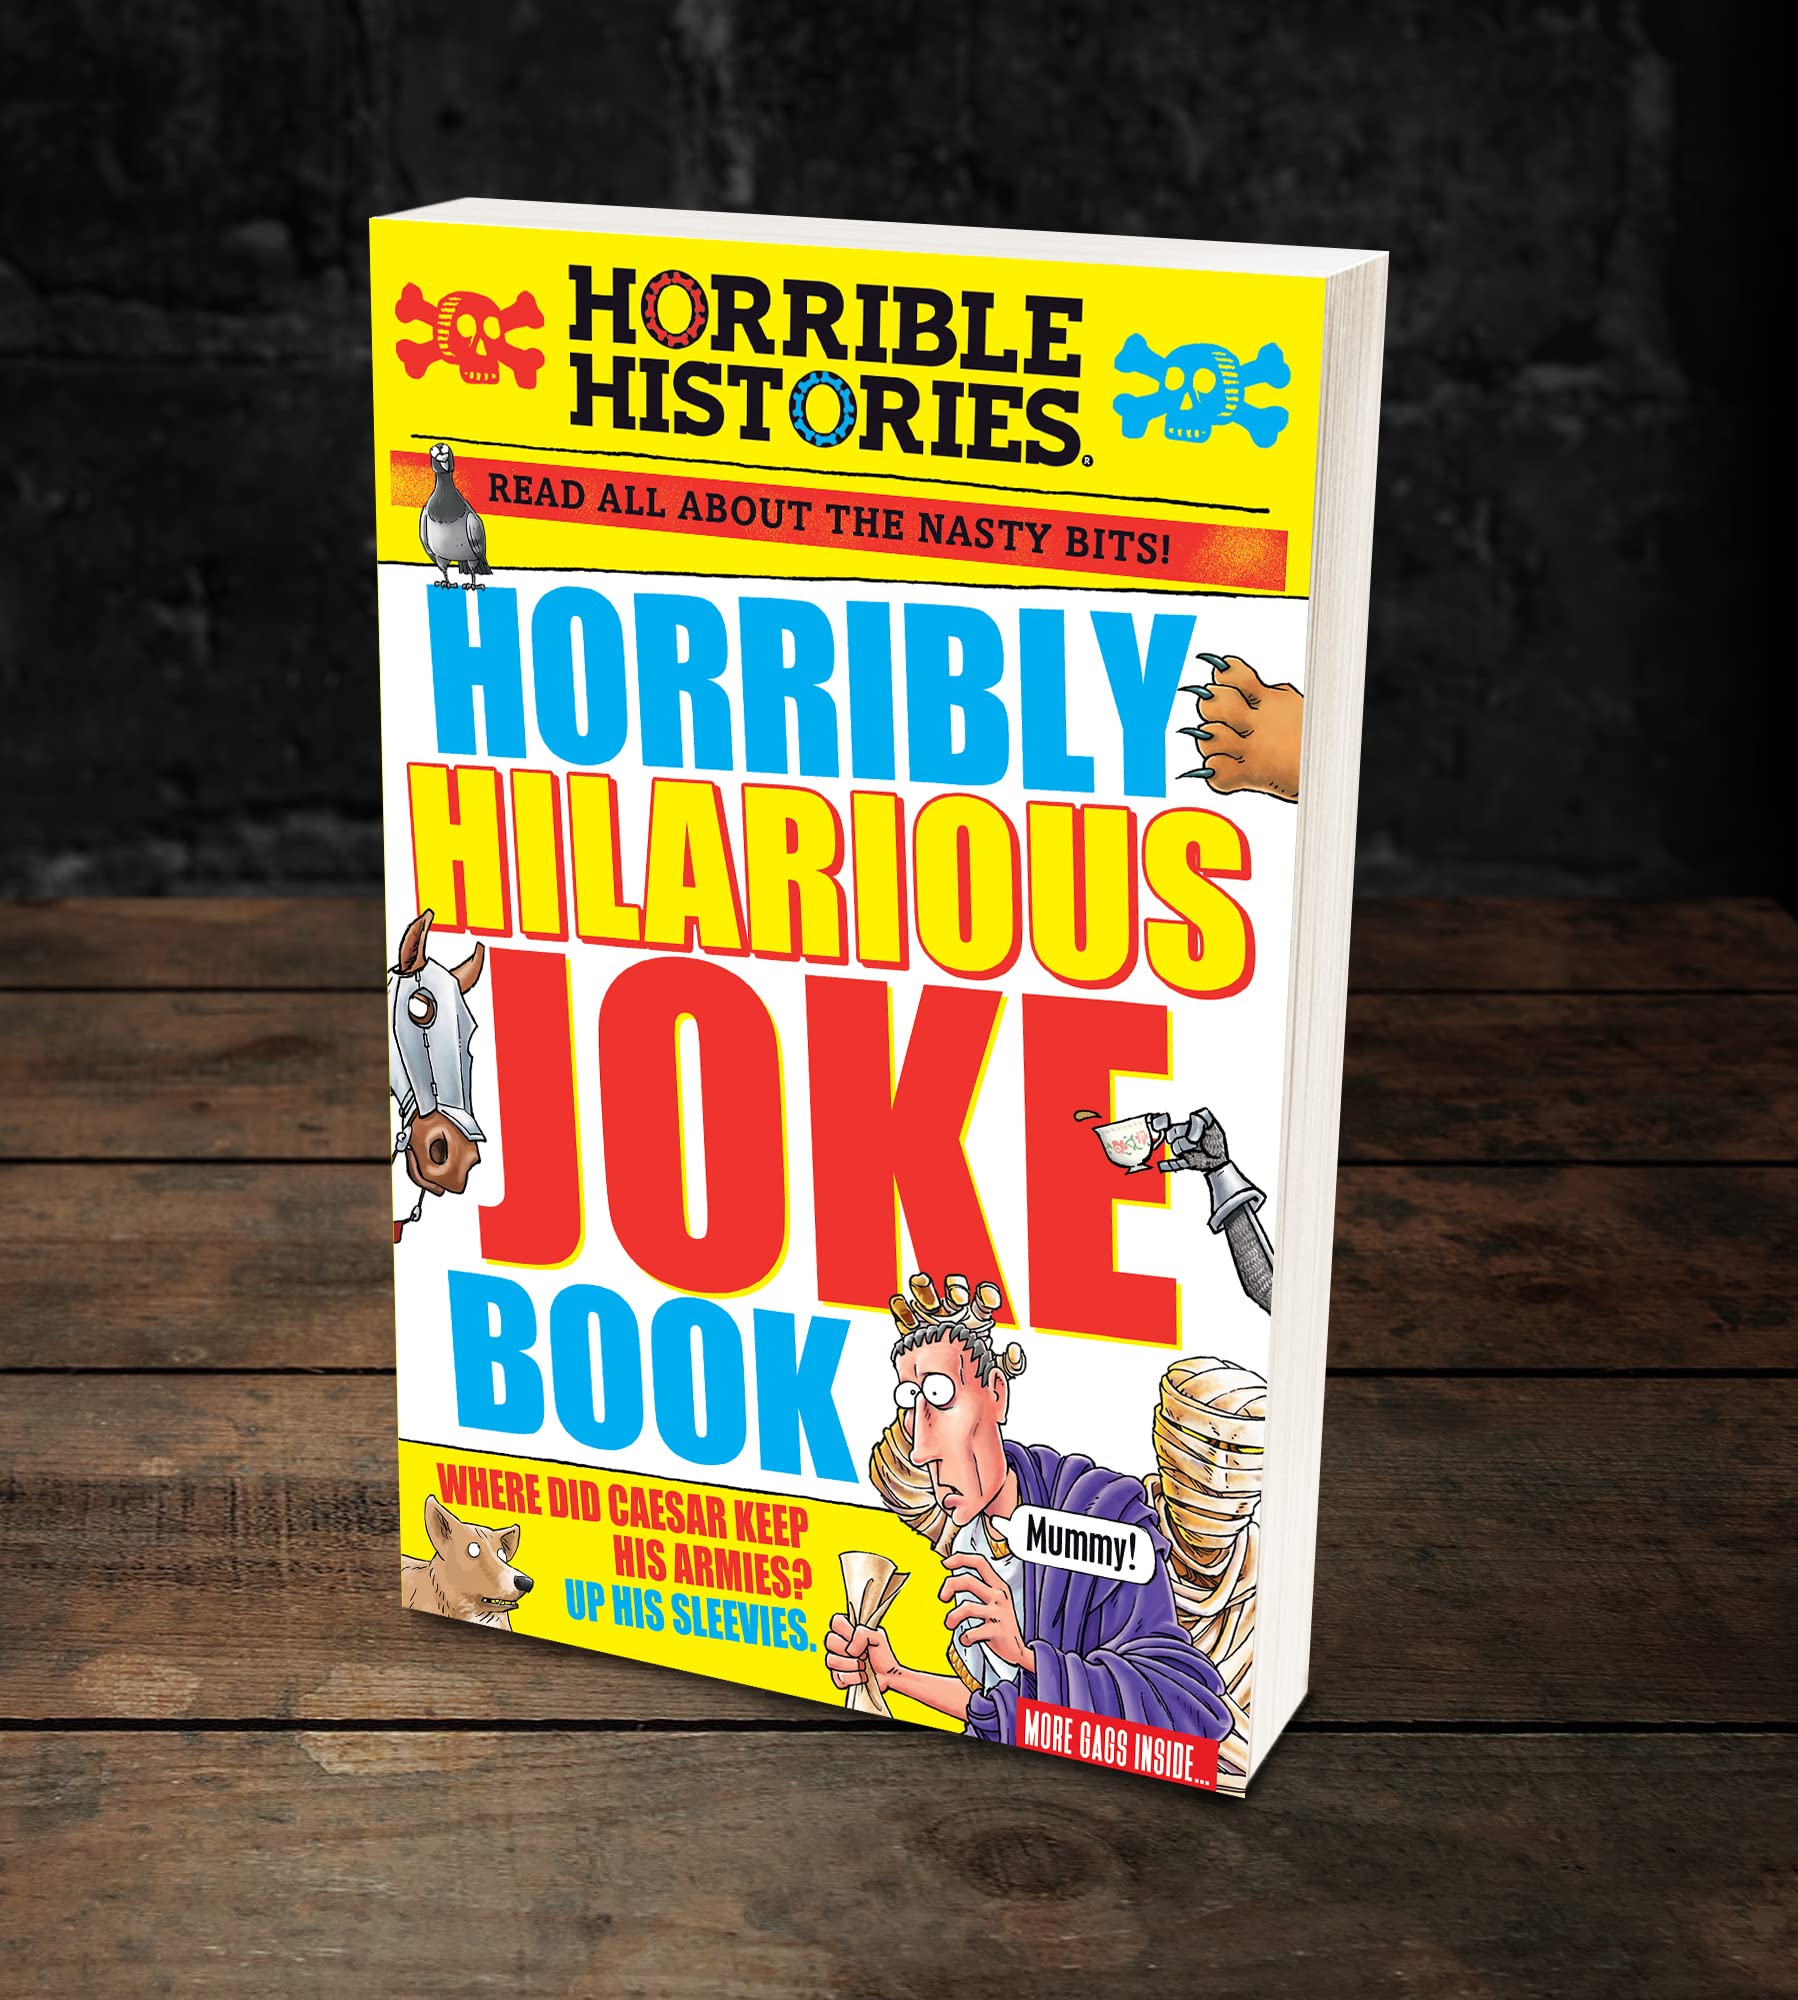 HORRIBLE
HISTORIES®
READ ALL ABOUT THE NASTY BITS!
HORRIBLY
HILARIOUS
JOKE
BOOK
WHERE DID CAESAR KEEP
HIS ARMIES?
UP HIS SLEEVIES.
Mummy!
MORE GAGS INSIDE...